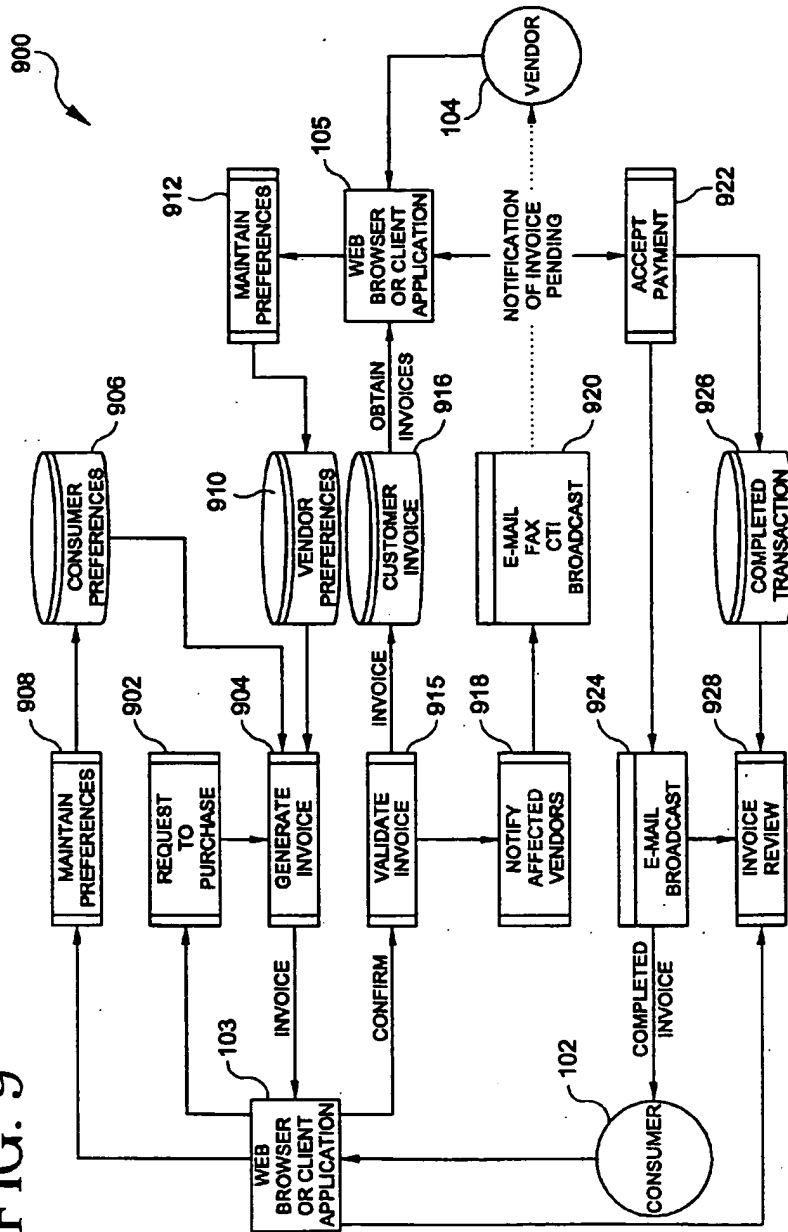 FIG. 9
900
908
MAINTAIN
PREFERENCES
906
CONSUMER
PREFERENCES
912
MAINTAIN
PREFERENCES
902
REQUEST
TO
PURCHASE
103
WEB
BROWSER
OR CLIENT
APPLICATION
INVOICE
904
GENERATE
INVOICE
910
VENDOR
PREFERENCES
105
WEB
BROWSER
OR CLIENT
APPLICATION
CONFIRM
915
VALIDATE
INVOICE
INVOICE
916
CUSTOMER
INVOICE
OBTAIN
INVOICES
104
VENDOR
918
NOTIFY
AFFECTED
VENDORS
920
E-MAIL
FAX
CTI
BROADCAST
NOTIFICATION
OF INVOICE
PENDING
102
CONSUMER
COMPLETED
INVOICE
924
E-MAIL
BROADCAST
922
ACCEPT
PAYMENT
928
INVOICE
REVIEW
926
COMPLETED
TRANSACTION